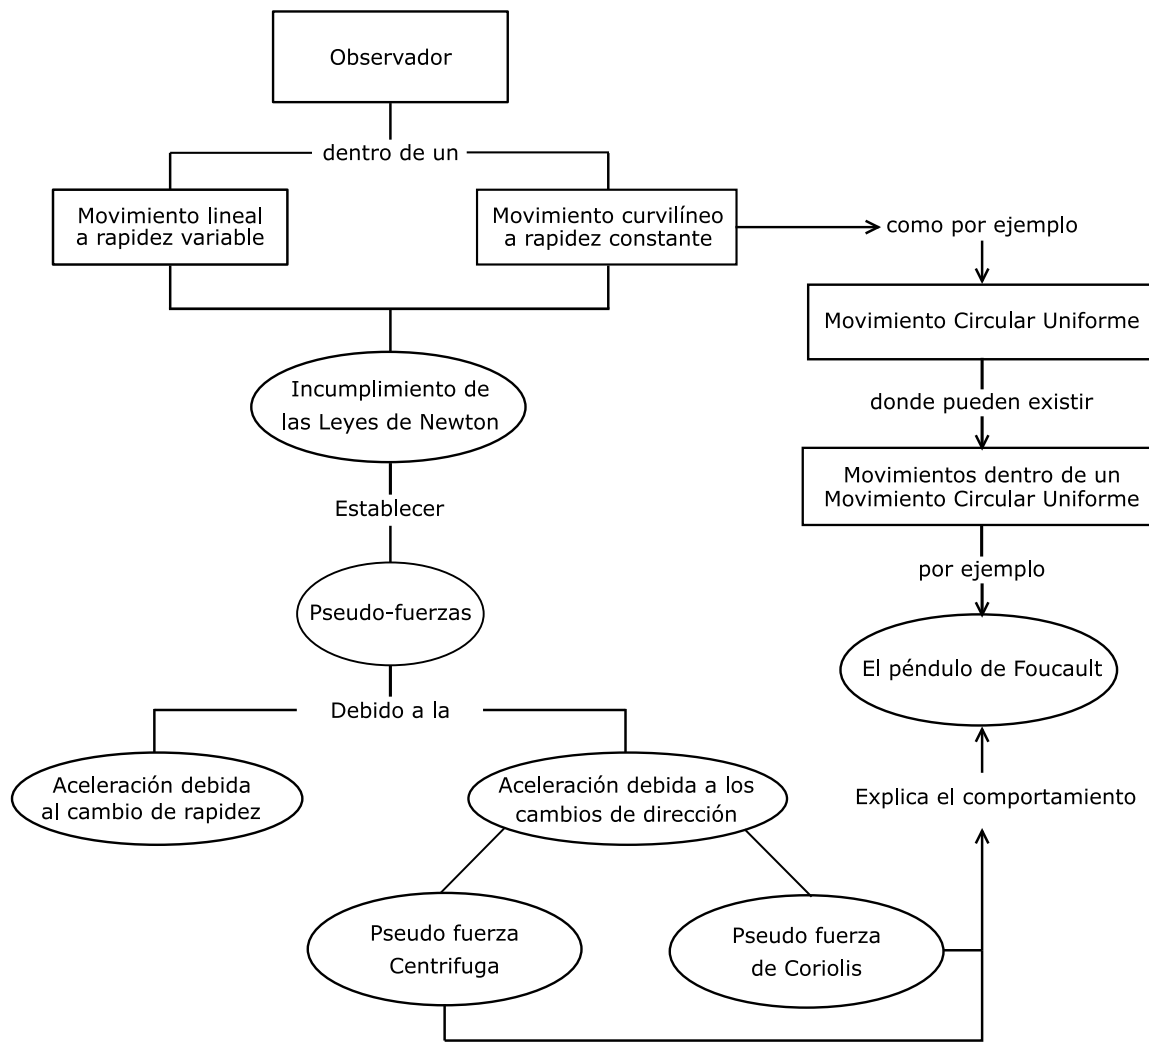 Observador
dentro de un
Movimiento lineal
a rapidez variable
Movimiento curvilíneo
a rapidez constante
como por ejemplo
Movimiento Circular Uniforme
donde pueden existir
Movimientos dentro de un
Movimiento Circular Uniforme
por ejemplo
El péndulo de Foucault
Incumplimiento de
las Leyes de Newton
Establecer
Pseudo-fuerzas
Debido a la
Aceleración debida
al cambio de rapidez
Aceleración debida a los
cambios de dirección
Explica el comportamiento
Pseudo fuerza
Centrifuga
Pseudo fuerza
de Coriolis